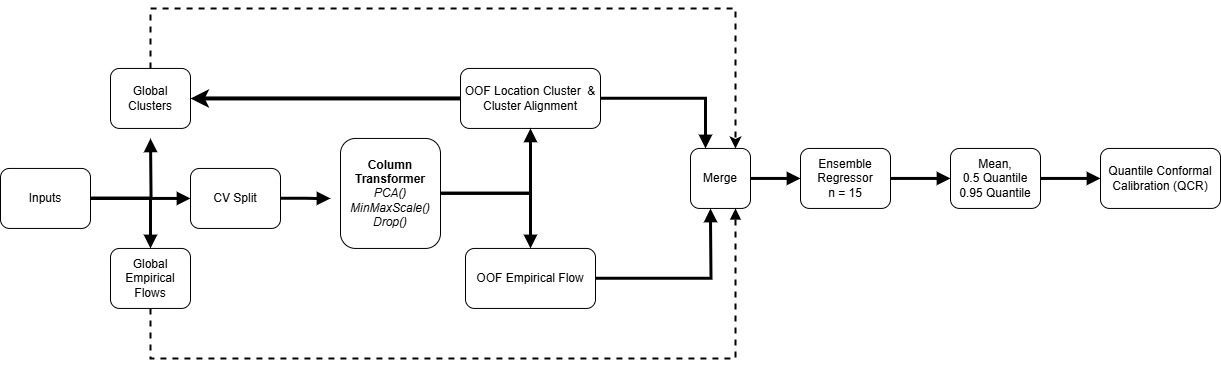 Inputs
Global
Clusters
Global
Empirical
Flows
CV Split
Column
Transformer
PCA()
MinMaxScale()
Drop()
OOF Location Cluster &
Cluster Alignment
OOF Empirical Flow
Merge
Ensemble
Regressor
n = 15
Mean,
0.5 Quantile
0.95 Quantile
Quantile Conformal
Calibration (QCR)